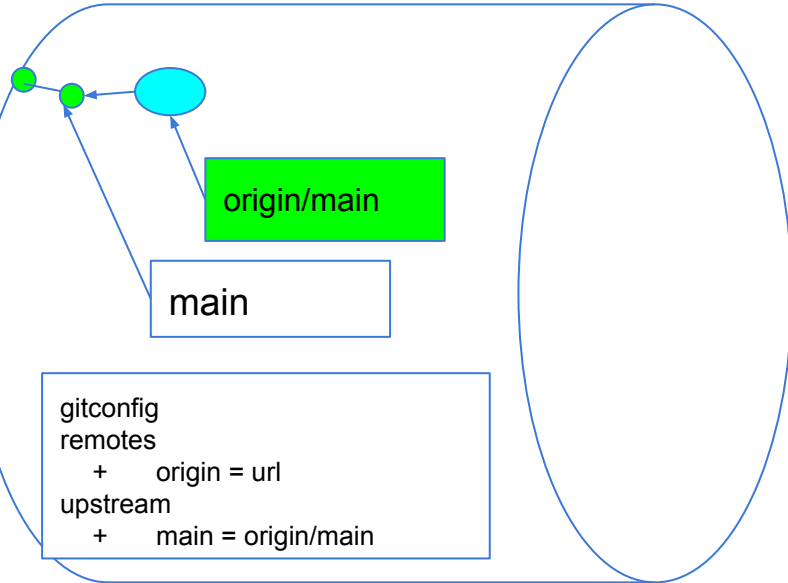 origin/main
main
gitconfig
remotes
+ origin = url
upstream
+ main = origin/main